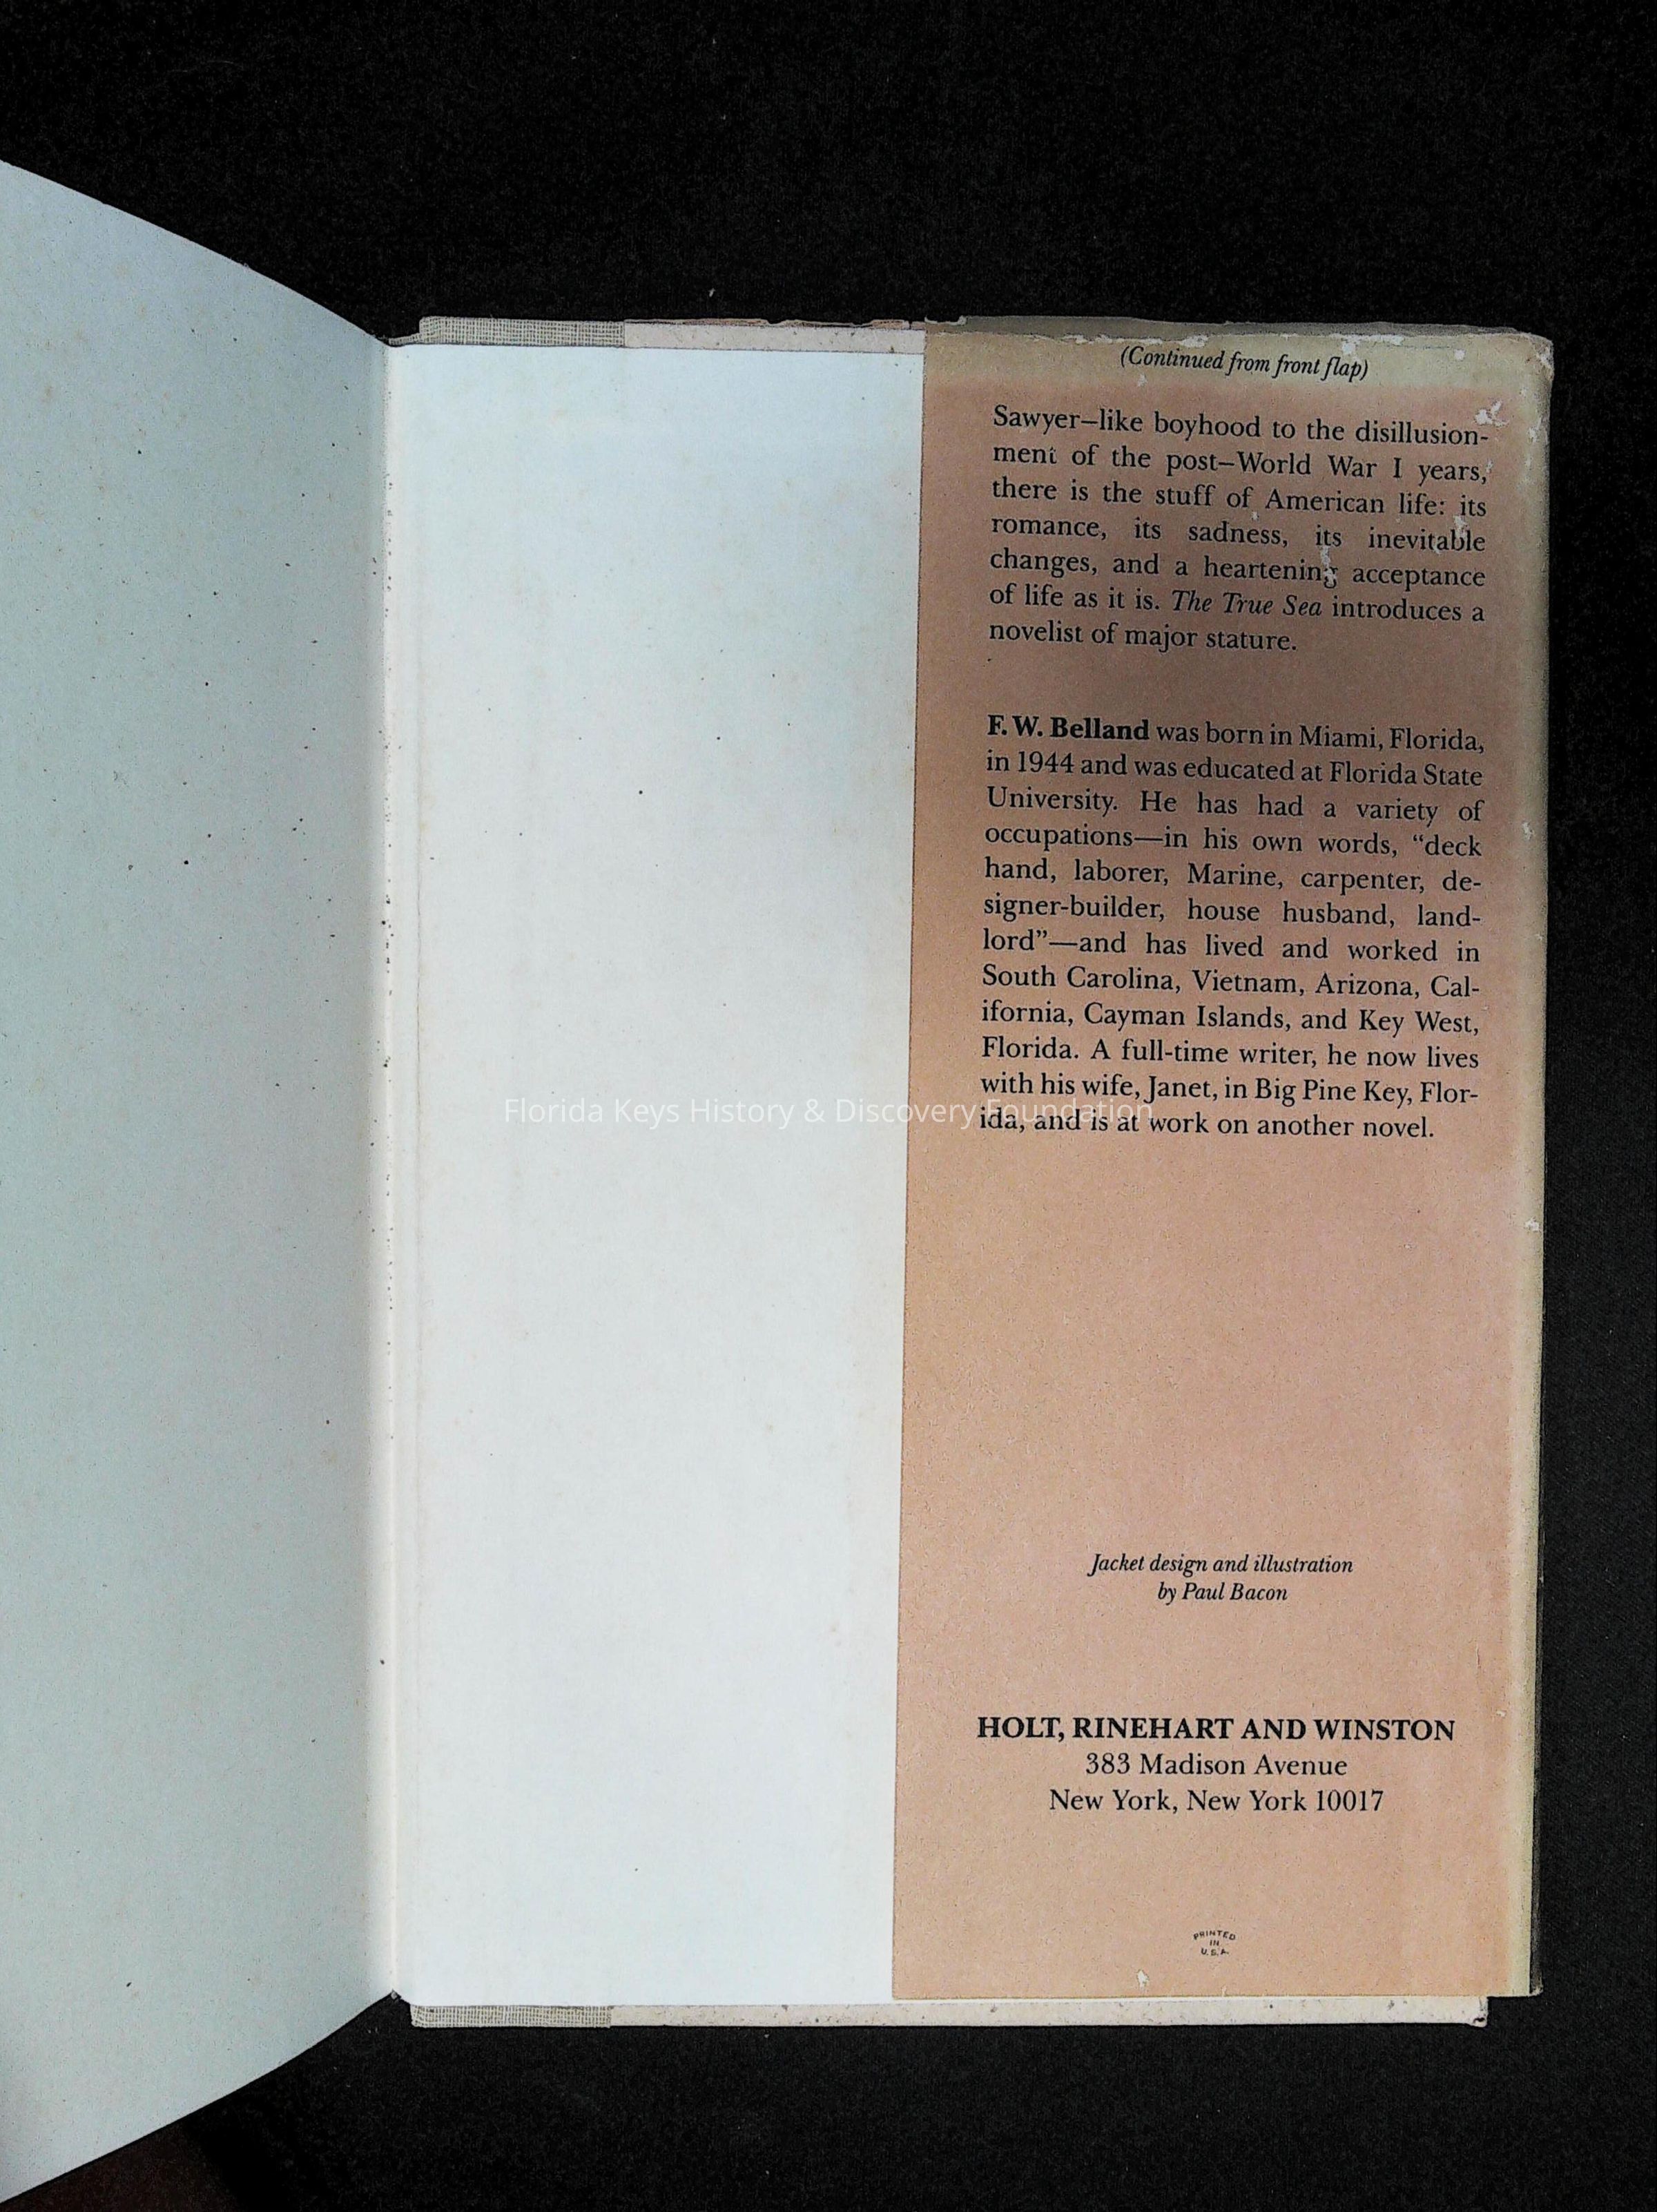 (Continued from front flap)
Sawyer–like boyhood to the disillusion-
ment of the post–World War I years,
there is the stuff of American life: its
romance, its sadness, its inevitable
changes, and a heartening acceptance
of life as it is. The True Sea introduces a
novelist of major stature.
F. W. Belland was born in Miami, Florida,
in 1944 and was educated at Florida State
University. He has had a variety of
occupations—in his own words, “deck
hand, laborer, Marine, carpenter, de-
signer-builder, house husband, land-
lord”—and has lived and worked in
South Carolina, Vietnam, Arizona, Cal-
ifornia, Cayman Islands, and Key West,
Florida. A full-time writer, he now lives
with his wife, Janet, in Big Pine Key, Flor-
ida, and is at work on another novel.
Florida Keys History & Discovery Foundation
Jacket design and illustration
by Paul Bacon
HOLT, RINEHART AND WINSTON
383 Madison Avenue
New York, New York 10017
PRINTED
IN
U.S.A.